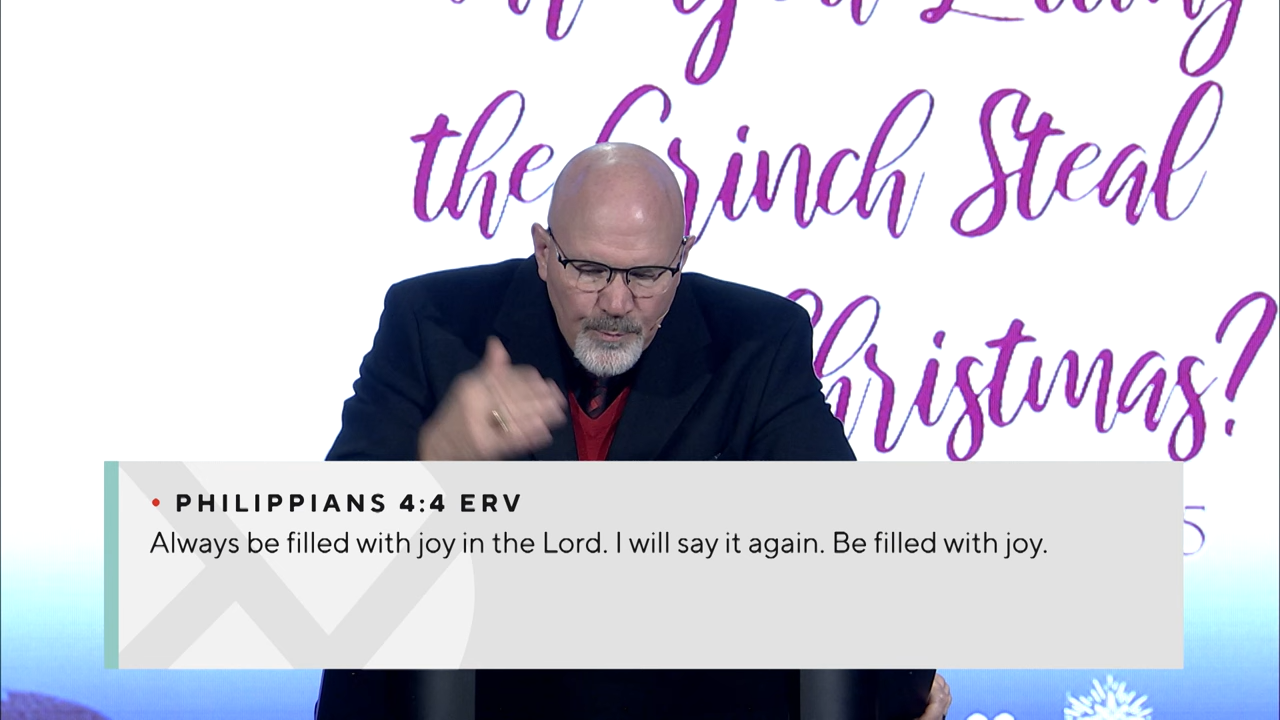 the Grinch Steal
Christmas?
5
• PHILIPPIANS 4:4 ERV
Always be filled with joy in the Lord. I will say it again. Be filled with joy.